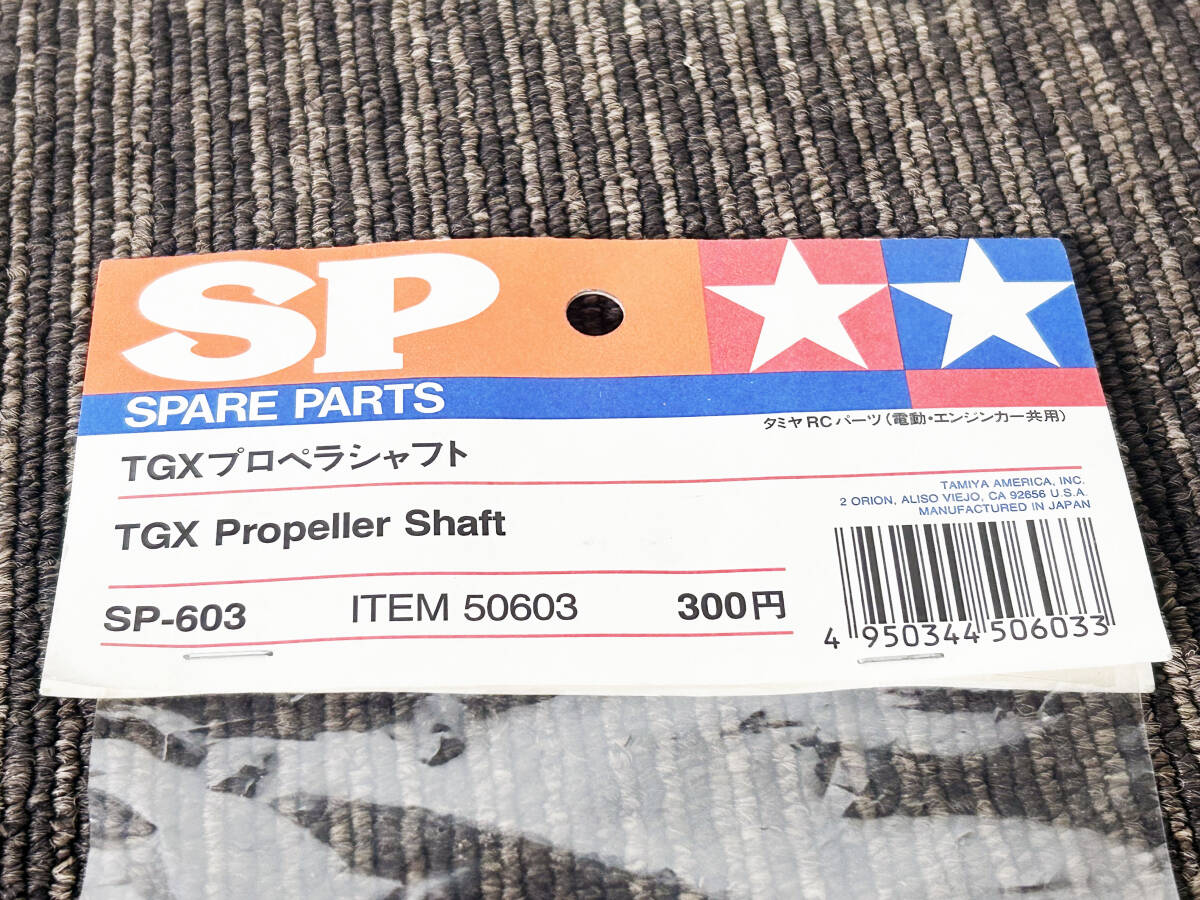 SP
SPARE PARTS
タミヤRCパーツ(電動・エンジンカー共用)
TGXプロペラシャフト
TAMIYA AMERICA, INC.
2 ORION, ALISO VIEJO, CA 92656 U.S.A.
MANUFACTURED IN JAPAN
TGX Propeller Shaft
SP-603 ITEM 50603 300円
4 950344 506033